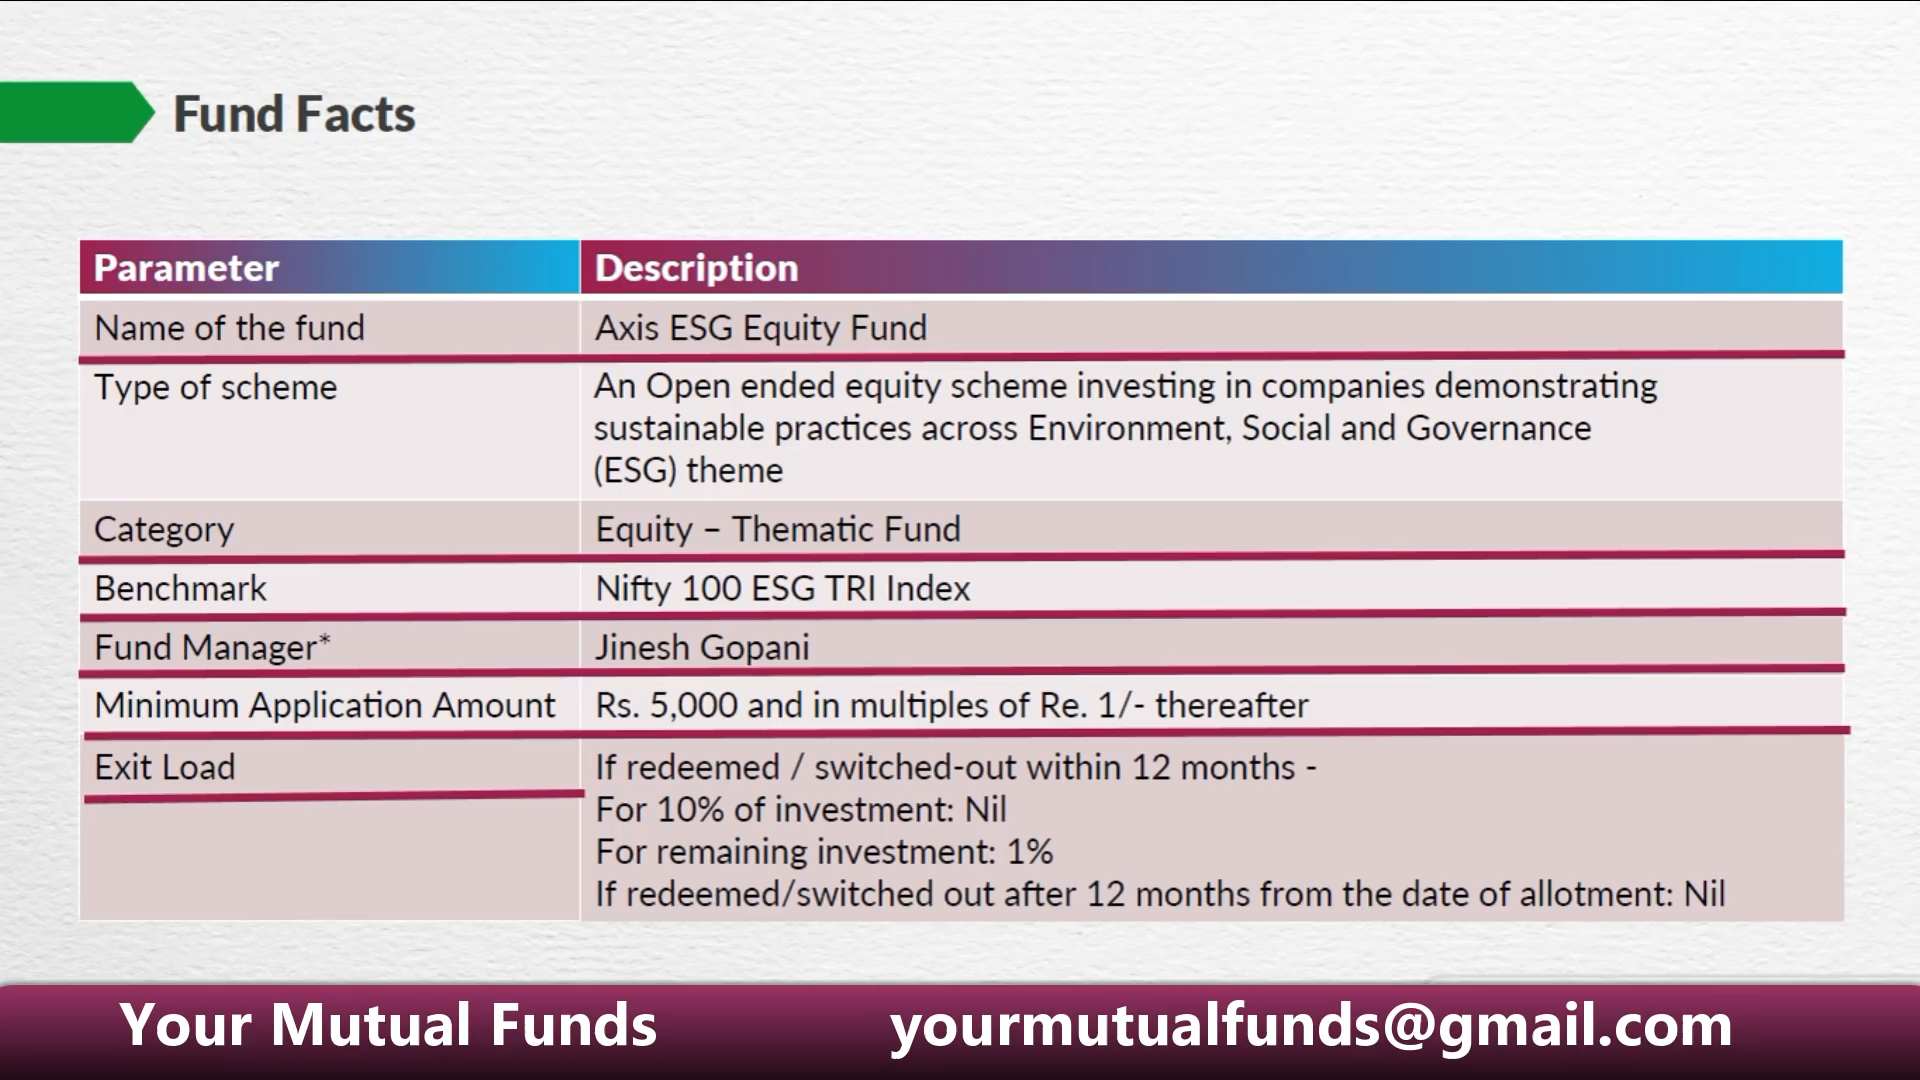 Fund Facts
Parameter
Description
Name of the fund
Axis ESG Equity Fund
Type of scheme
An Open ended equity scheme investing in companies demonstrating
sustainable practices across Environment, Social and Governance
(ESG) theme
Category
Equity – Thematic Fund
Benchmark
Nifty 100 ESG TRI Index
Fund Manager*
Jinesh Gopani
Minimum Application Amount
Rs. 5,000 and in multiples of Re. 1/- thereafter
Exit Load
If redeemed / switched-out within 12 months -
For 10% of investment: Nil
For remaining investment: 1%
If redeemed/switched out after 12 months from the date of allotment: Nil
Your Mutual Funds
yourmutualfunds@gmail.com